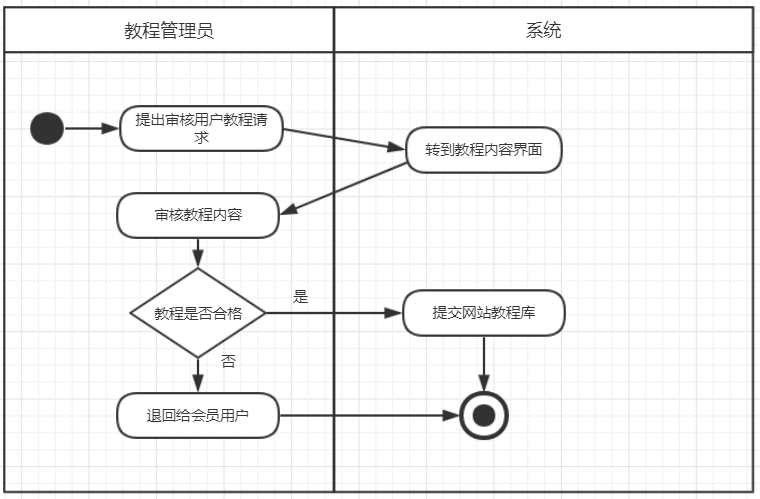 教程管理员
系统
提出审核用户教程请
求
转到教程内容界面
审核教程内容
教程是否合格
是
提交网站教程库
否
退回给会员用户